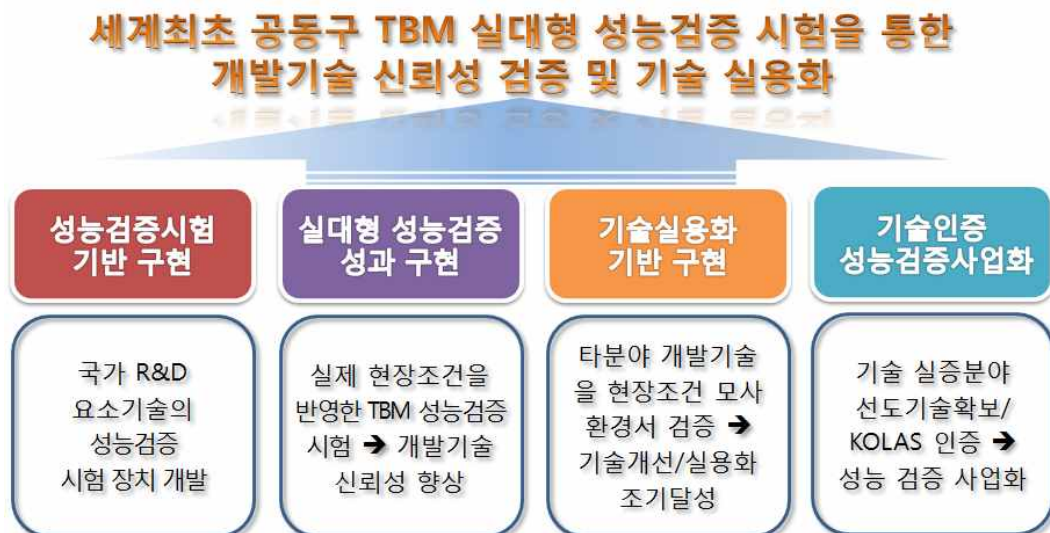 세계최초 공동구 TBM 실대형 성능검증 시험을 통한
개발기술 신뢰성 검증 및 기술 실용화
성능검증시험
기반 구현
국가 R&D
요소기술의
성능검증
시험 장치 개발
실대형 성능검증
성과 구현
실제 현장조건을
반영한 TBM 성능검증
시험 ➔ 개발기술
신뢰성 향상
기술실용화
기반 구현
타분야 개발기술
을 현장조건 모사
환경서 검증 ➔
기술개선/실용화
조기달성
기술인증
성능검증사업화
기술 실증분야
선도기술확보/
KOLAS 인증 ➔
성능 검증 사업화